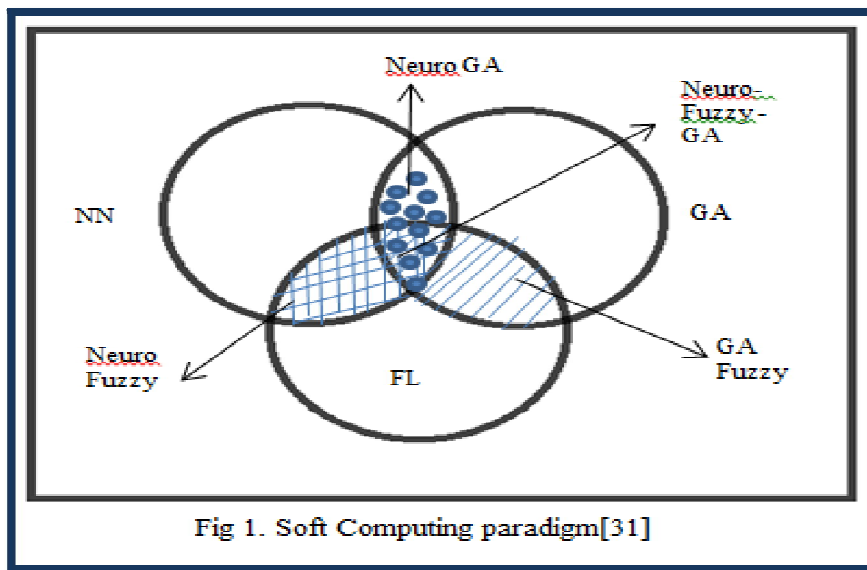 Neuro GA
Neuro-
Fuzzy-
GA
NN
GA
Neuro
Fuzzy
FL
GA
Fuzzy
Fig 1. Soft Computing paradigm[31]